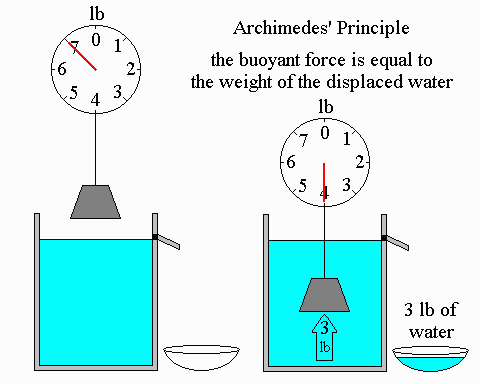 lb
0
1
2
3
4
5
6
7
Archimedes' Principle
the buoyant force is equal to
the weight of the displaced water
lb
0
1
2
3
4
5
6
7
3
lb
3 lb of
water